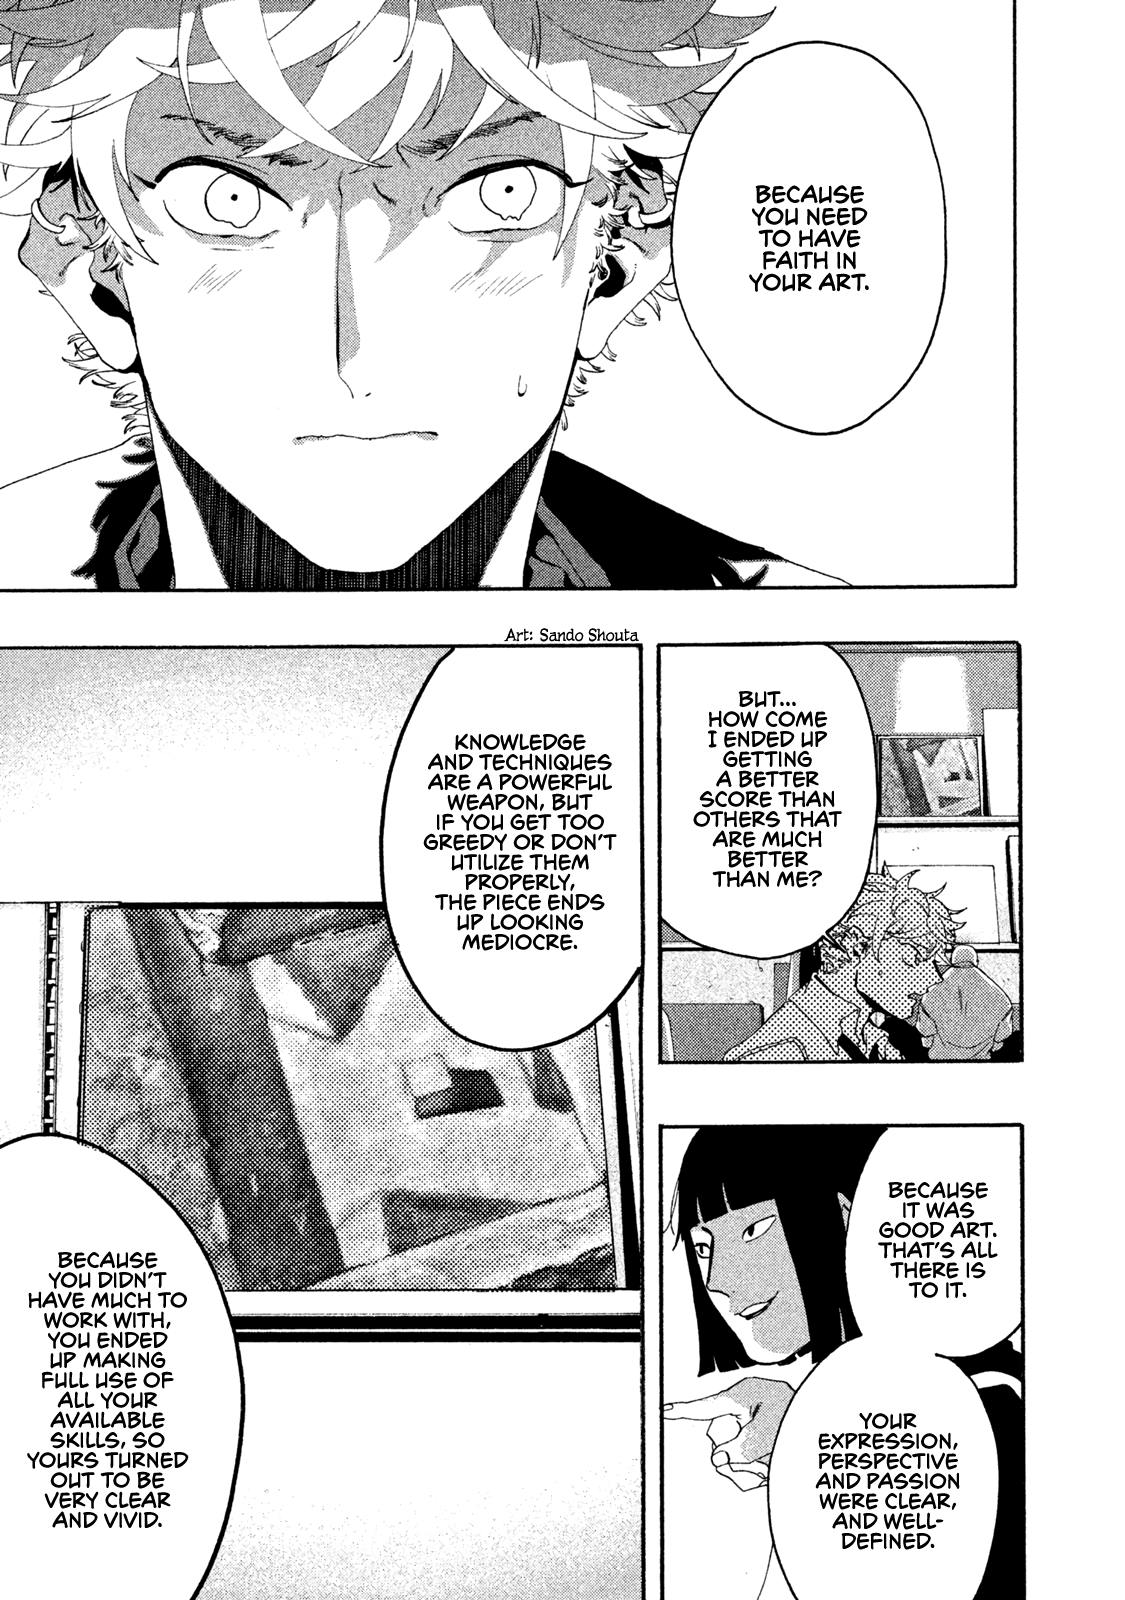 BECAUSE
YOU NEED
TO HAVE
FAITH IN
YOUR ART.
BUT...
HOW COME
I ENDED UP
GETTING
A BETTER
SCORE THAN
OTHERS THAT
ARE MUCH
BETTER
THAN ME?
Art: Sando Shouta
KNOWLEDGE
AND TECHNIQUES
ARE A POWERFUL
WEAPON, BUT
IF YOU GET TOO
GREEDY OR DON'T
UTILIZE THEM
PROPERLY,
THE PIECE ENDS
UP LOOKING
MEDIOCRE.
BECAUSE
IT WAS
GOOD ART.
THAT'S ALL
THERE IS
TO IT.
YOUR
EXPRESSION,
PERSPECTIVE
AND PASSION
WERE CLEAR,
AND WELL-
DEFINED.
BECAUSE
YOU DIDN'T
HAVE MUCH TO
WORK WITH,
YOU ENDED
UP MAKING
FULL USE OF
ALL YOUR
AVAILABLE
SKILLS, SO
YOURS TURNED
OUT TO BE
VERY CLEAR
AND VIVID.